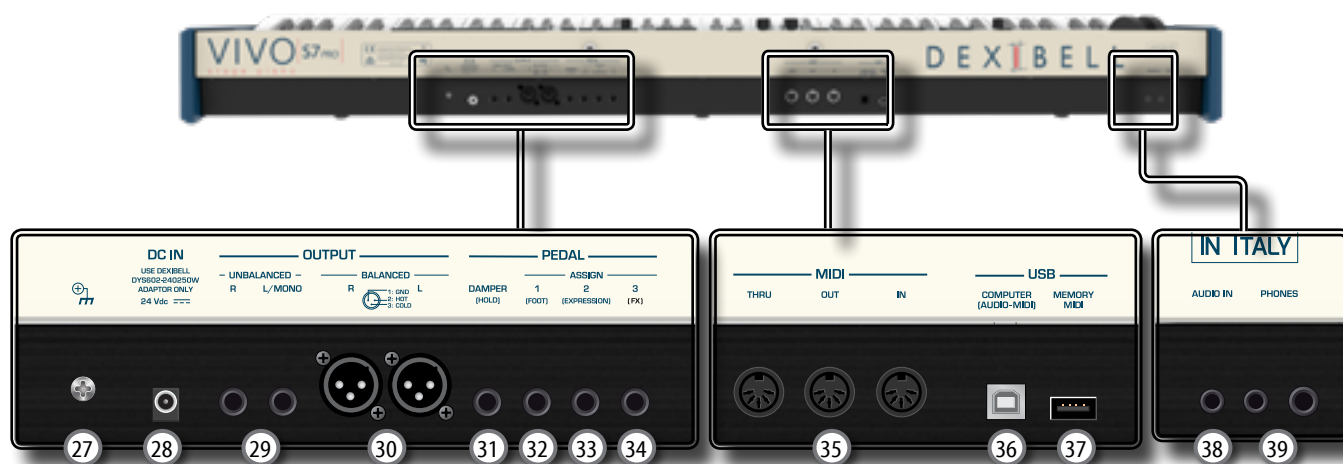 VIVO S7 PRO
DEXIBELL
DC IN
USE DEXIBELL
DYS602-240250W
ADAPTOR ONLY
24 Vdc
OUTPUT
UNBALANCED
R L/MONO
BALANCED
R L
1: GND
2: HOT
3: COLD
PEDAL
DAMPER
(HOLD)
ASSIGN
1 2 3
(FOOT) (EXPRESSION) (FX)
MIDI
THRU OUT IN
USB
COMPUTER
(AUDIO-MIDI)
MEMORY
MIDI
IN ITALY
AUDIO IN PHONES
27 28 29 30 31 32 33 34 35 36 37 38 39